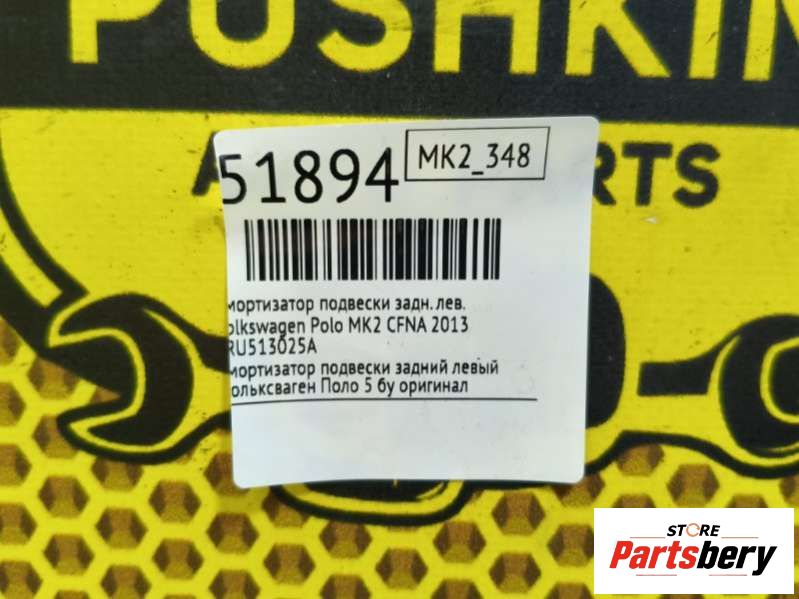 PUSHKIN
51894
MK2_348
PARTS
мортизатор подвески задн. лев.
olkswagen Polo MK2 CFNA 2013
RU513025A
мортизатор подвески задний левый
ольксваген Поло 5 бу оригинал
STORE
Partsbery